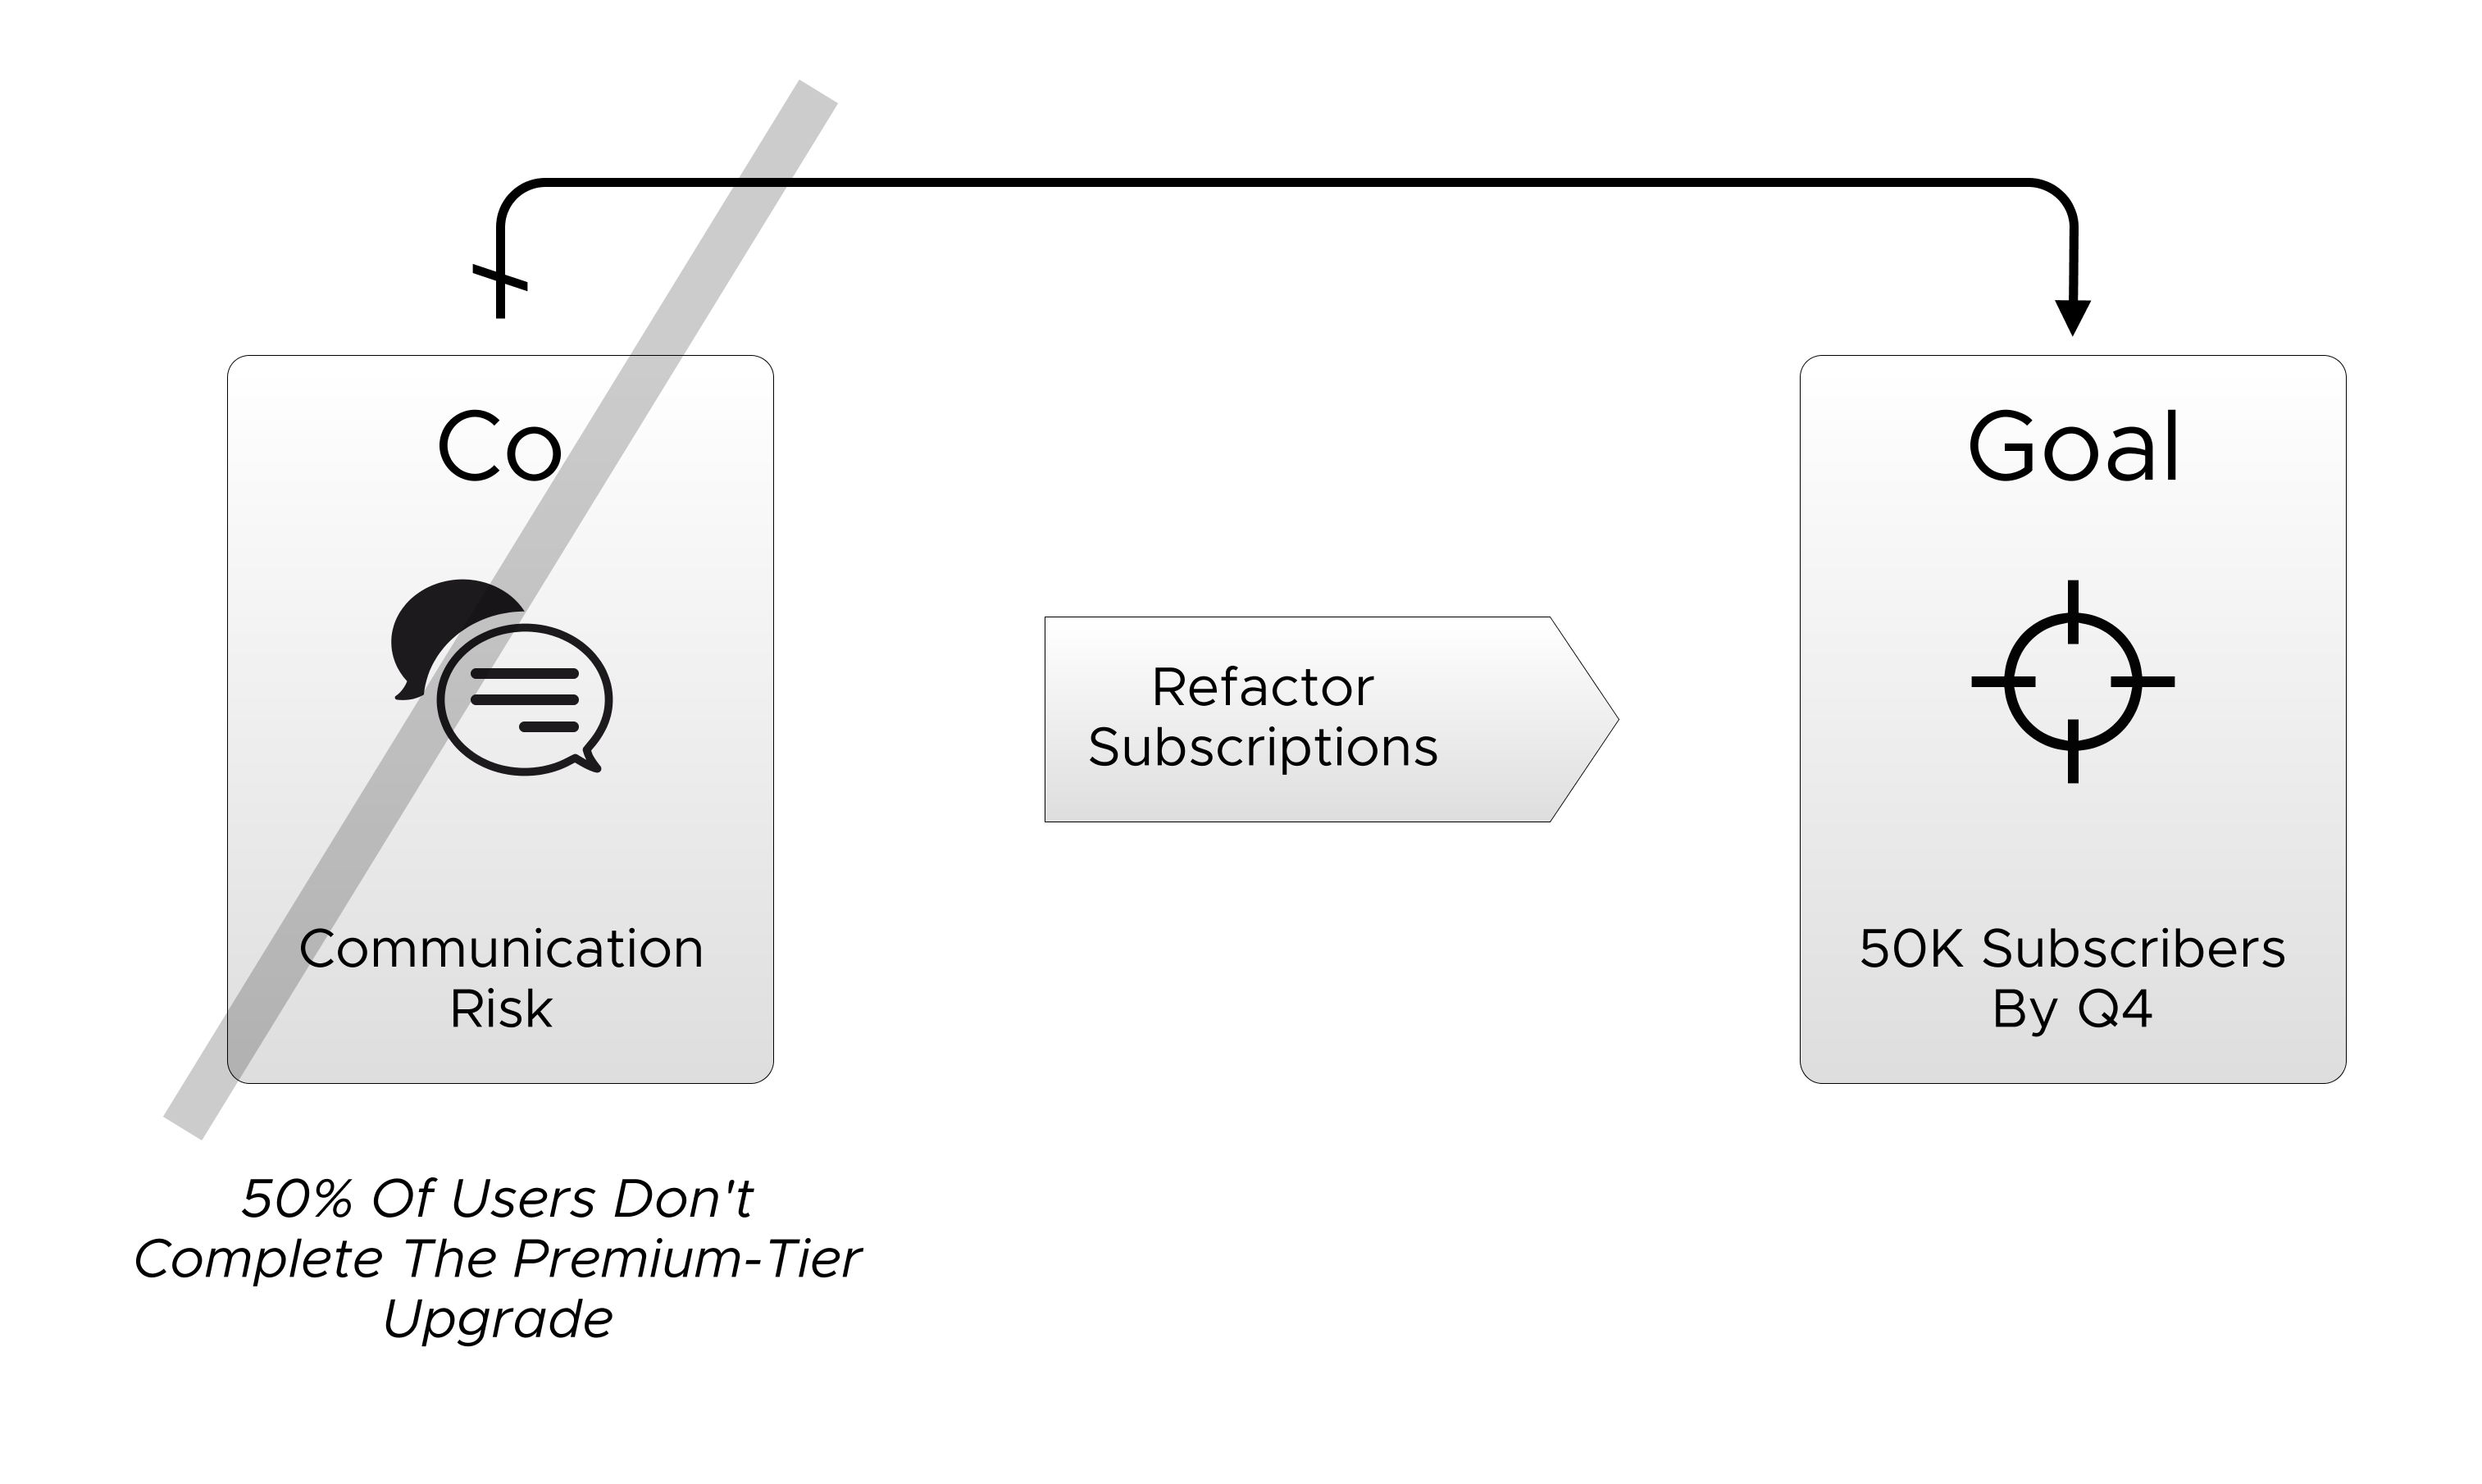 Co
Communication
Risk
50% Of Users Don't
Complete The Premium-Tier
Upgrade
Refactor
Subscriptions
Goal
50K Subscribers
By Q4